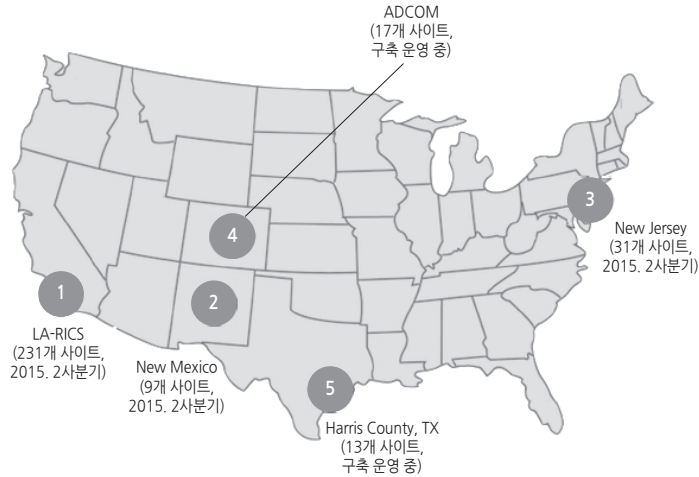 ADCOM
(17개 사이트,
구축 운영 중)
3
New Jersey
(31개 사이트,
2015. 2사분기)
4
1
LA-RICS
(231개 사이트,
2015. 2사분기)
2
New Mexico
(9개 사이트,
2015. 2사분기)
5
Harris County, TX
(13개 사이트,
구축 운영 중)